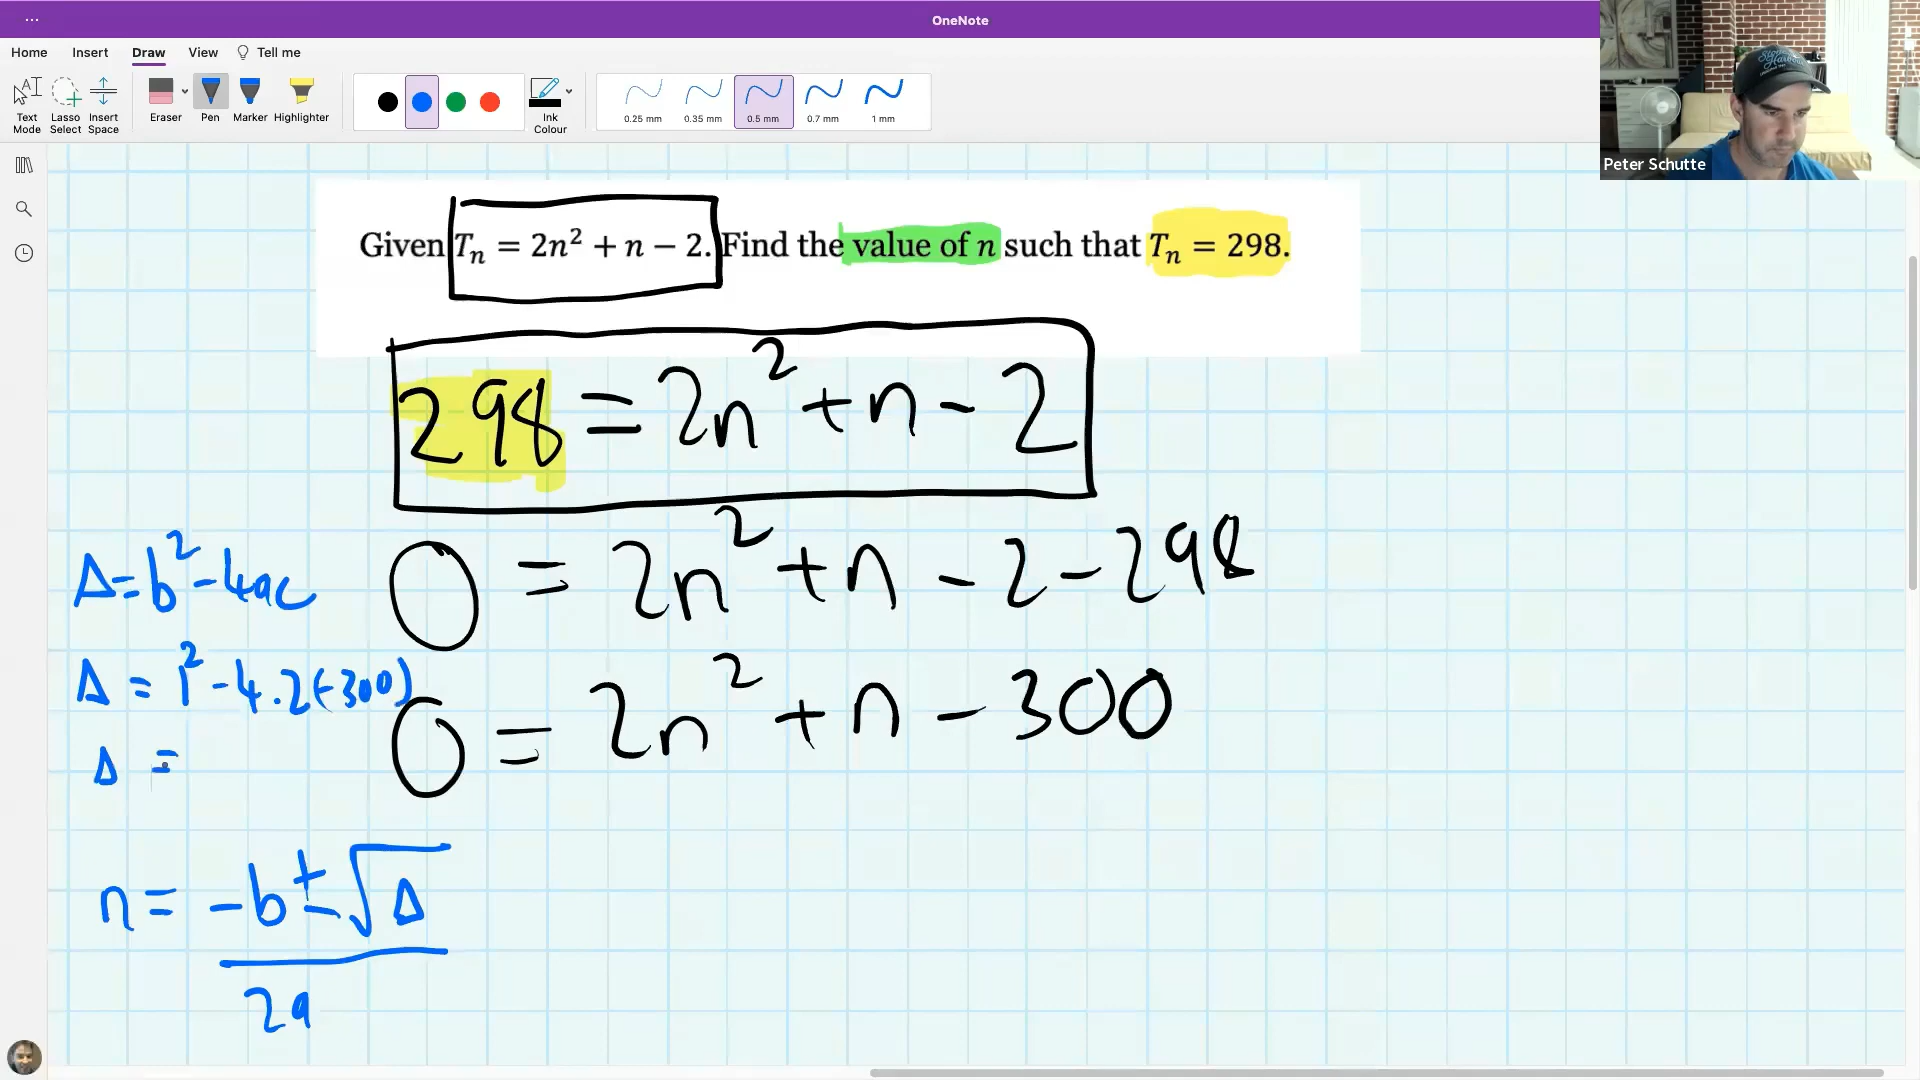 OneNote
Home Insert Draw View Tell me
Text Mode Lasso Select Insert Space Eraser Pen Marker Highlighter Ink Colour 0.25 mm 0.35 mm 0.5 mm 0.7 mm 1 mm
Peter Schutte
Given Tₙ = 2n² + n − 2. Find the value of n such that Tₙ = 298.
298 = 2n² + n − 2
0 = 2n² + n − 2 − 298
0 = 2n² + n − 300
Δ = b² − 4ac
Δ = 1² − 4.2(−300)
Δ =
n = −b ± √Δ
2a